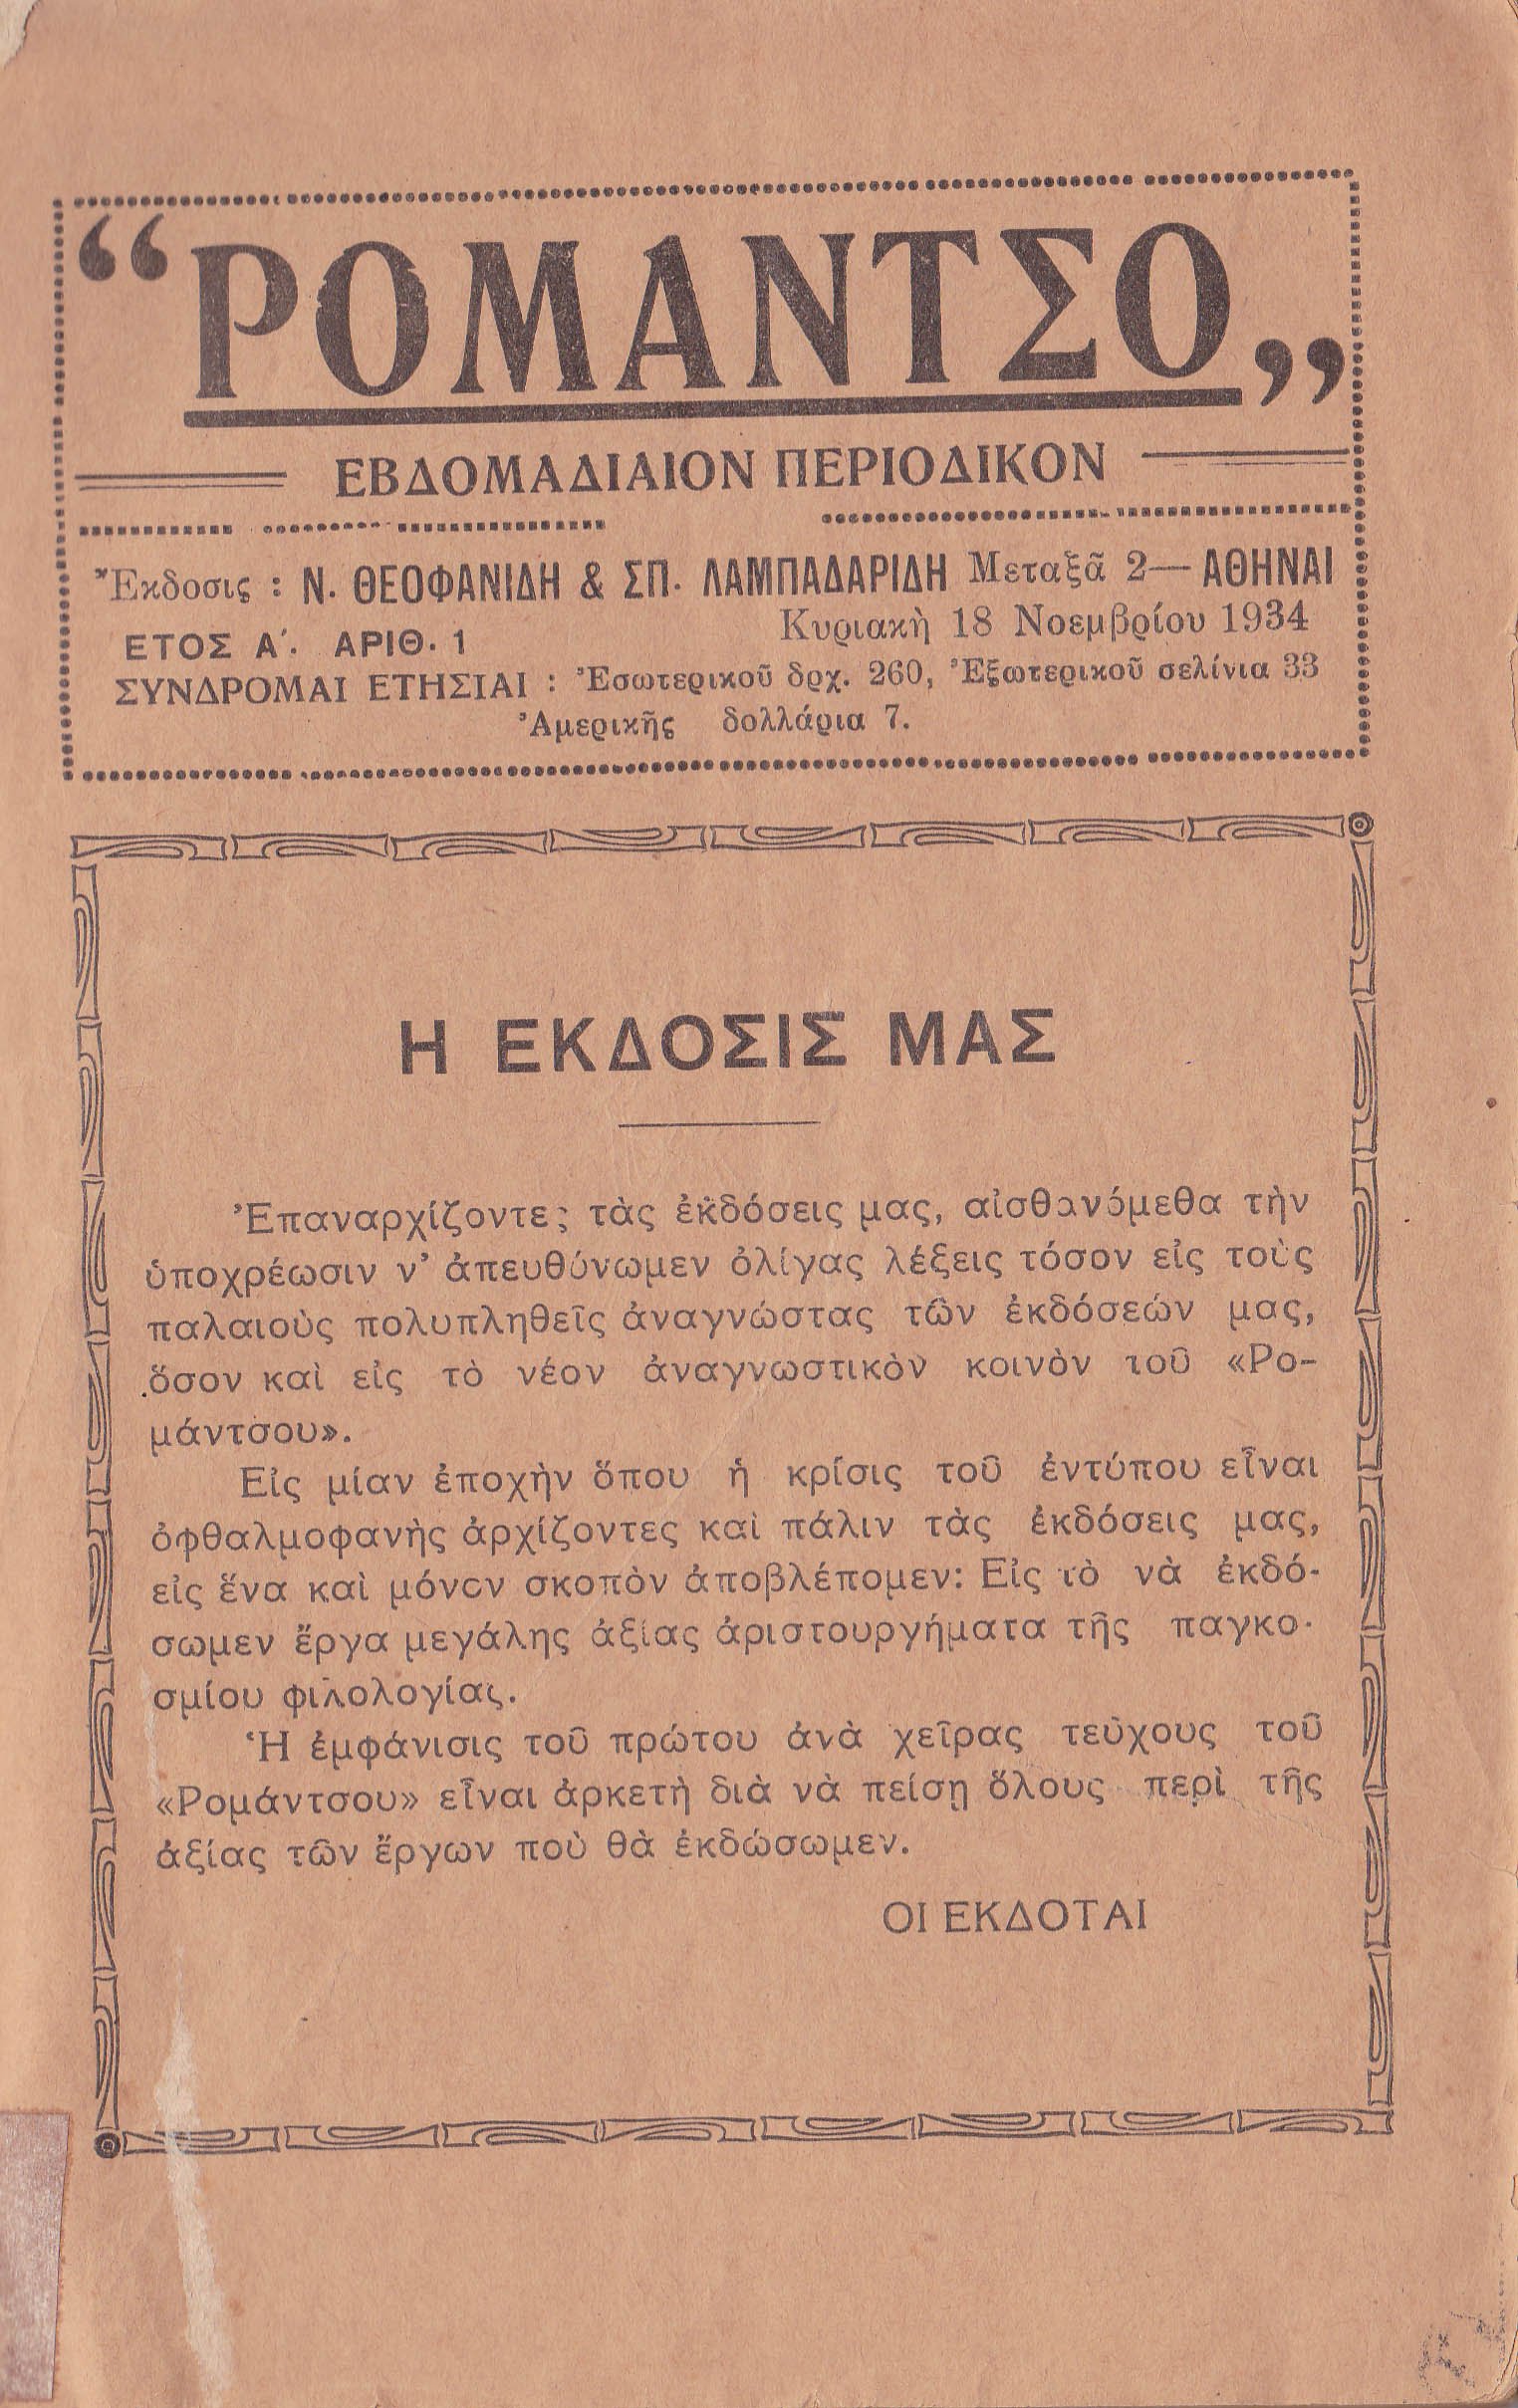 “ΡΟΜΑΝΤΣΟ„
ΕΒΔΟΜΑΔΙΑΙΟΝ ΠΕΡΙΟΔΙΚΟΝ
Ἔκδοσις : Ν. ΘΕΟΦΑΝΙΔΗ & ΣΠ. ΛΑΜΠΑΔΑΡΙΔΗ Μεταξᾶ 2— ΑΘΗΝΑΙ
ΕΤΟΣ Α΄. ΑΡΙΘ. 1 Κυριακὴ 18 Νοεμβρίου 1934
ΣΥΝΔΡΟΜΑΙ ΕΤΗΣΙΑΙ : Ἐσωτερικοῦ δρχ. 260, Ἐξωτερικοῦ σελίνια 33
Ἀμερικῆς δολλάρια 7.
Η ΕΚΔΟΣΙΣ ΜΑΣ
Ἐπαναρχίζοντες τὰς ἐκδόσεις μας, αἰσθανόμεθα τὴν
ὑποχρέωσιν ν’ ἀπευθύνωμεν ὀλίγας λέξεις τόσον εἰς τοὺς
παλαιοὺς πολυπληθεῖς ἀναγνώστας τῶν ἐκδόσεών μας,
ὅσον καὶ εἰς τὸ νέον ἀναγνωστικὸν κοινὸν τοῦ «Ρο-
μάντσου».
Εἰς μίαν ἐποχὴν ὅπου ἡ κρίσις τοῦ ἐντύπου εἶναι
ὀφθαλμοφανὴς ἀρχίζοντες καὶ πάλιν τὰς ἐκδόσεις μας,
εἰς ἕνα καὶ μόνον σκοπὸν ἀποβλέπομεν: Εἰς τὸ νὰ ἐκδό-
σωμεν ἔργα μεγάλης ἀξίας ἀριστουργήματα τῆς παγκο-
σμίου φιλολογίας.
Ἡ ἐμφάνισις τοῦ πρώτου ἀνὰ χεῖρας τεύχους τοῦ
«Ρομάντσου» εἶναι ἀρκετὴ διὰ νὰ πείσῃ ὅλους περὶ τῆς
ἀξίας τῶν ἔργων ποὺ θὰ ἐκδώσωμεν.
ΟΙ ΕΚΔΟΤΑΙ